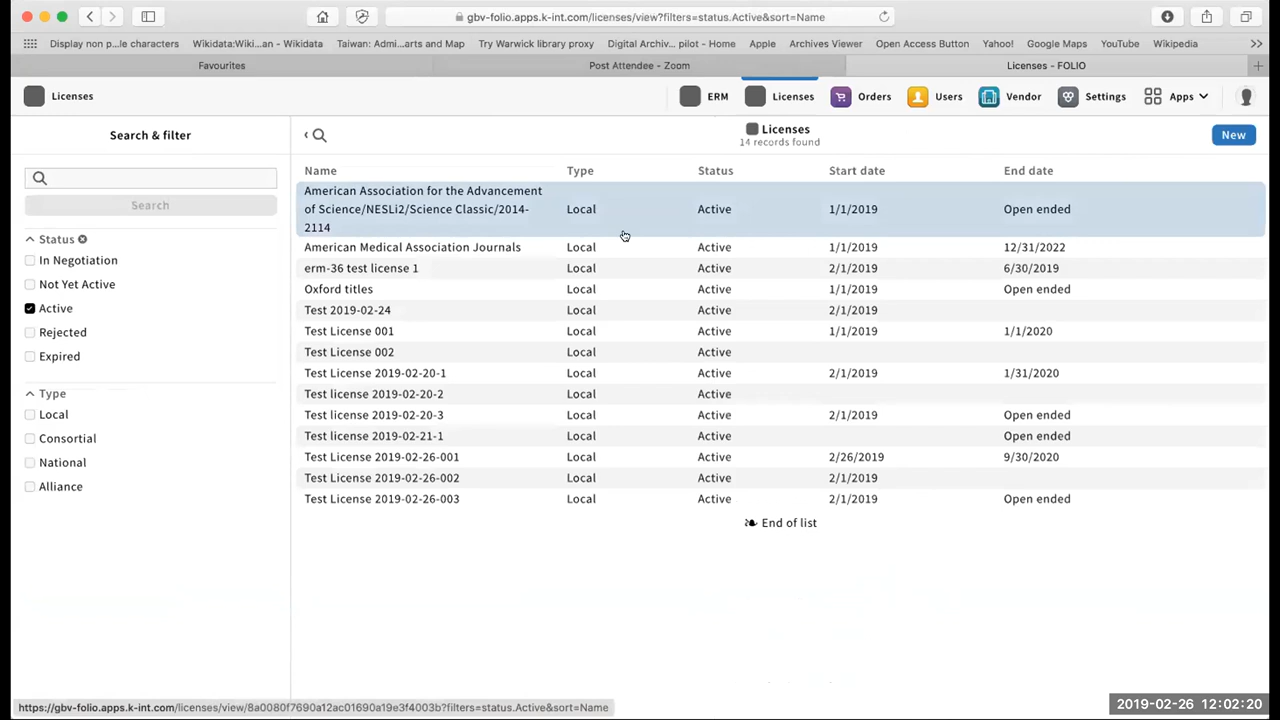 gbv-folio.apps.k-int.com/licenses/view?filters=status.Active&sort=Name
Display non p...le characters Wikidata:Wiki...an - Wikidata Taiwan: Admi...arts and Map Try Warwick library proxy Digital Archiv... pilot - Home Apple Archives Viewer Open Access Button Yahoo! Google Maps YouTube Wikipedia
Favourites Post Attendee - Zoom Licenses - FOLIO
Licenses ERM Licenses Orders Users Vendor Settings Apps
Search & filter
Licenses
14 records found
New
Search
Status
In Negotiation
Not Yet Active
Active
Rejected
Expired
Type
Local
Consortial
National
Alliance
Name Type Status Start date End date
American Association for the Advancement
of Science/NESLi2/Science Classic/2014- Local Active 1/1/2019 Open ended
2114
American Medical Association Journals Local Active 1/1/2019 12/31/2022
erm-36 test license 1 Local Active 2/1/2019 6/30/2019
Oxford titles Local Active 1/1/2019 Open ended
Test 2019-02-24 Local Active 2/1/2019
Test License 001 Local Active 1/1/2019 1/1/2020
Test License 002 Local Active
Test License 2019-02-20-1 Local Active 2/1/2019 1/31/2020
Test license 2019-02-20-2 Local Active
Test license 2019-02-20-3 Local Active 2/1/2019 Open ended
Test license 2019-02-21-1 Local Active Open ended
Test License 2019-02-26-001 Local Active 2/26/2019 9/30/2020
Test License 2019-02-26-002 Local Active 2/1/2019
Test License 2019-02-26-003 Local Active 2/1/2019 Open ended
End of list
https://gbv-folio.apps.k-int.com/licenses/view/8a0080f7690a12ac01690a19e3f4003b?filters=status.Active&sort=Name
2019-02-26 12:02:20